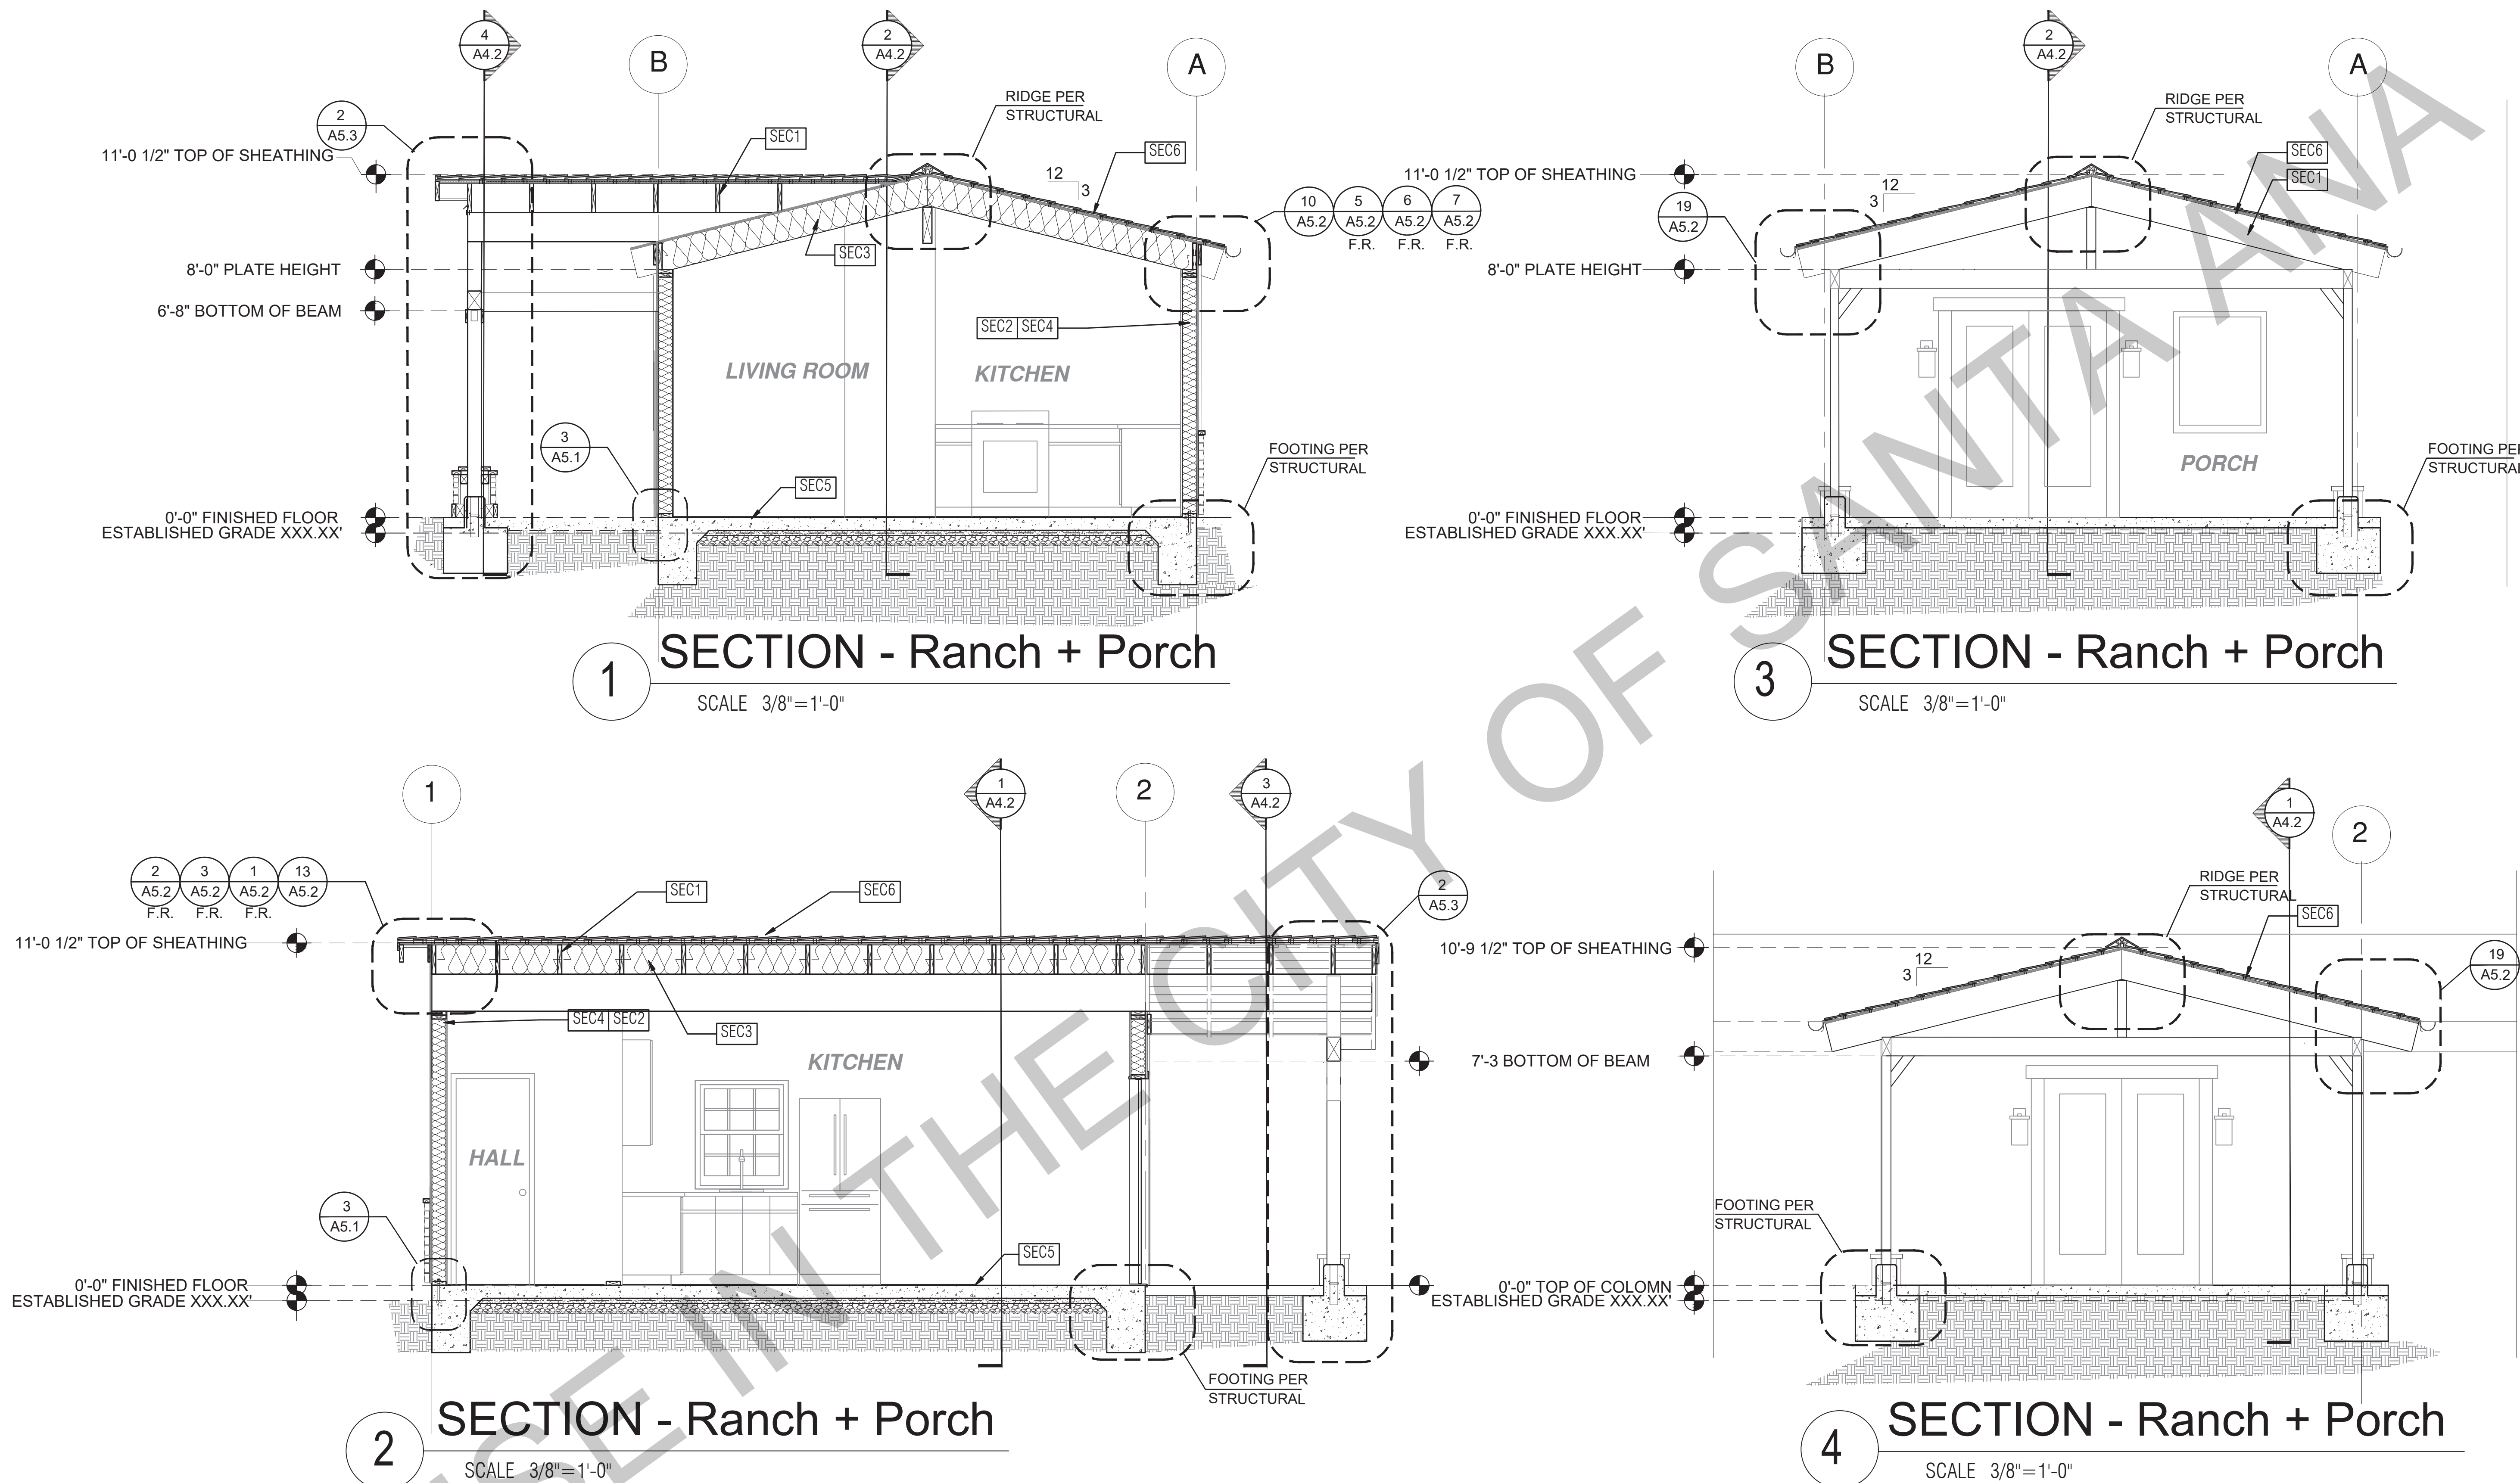 4
A4.2
B
2
A4.2
A
2
A5.3
RIDGE PER
STRUCTURAL
SEC1
11'-0 1/2" TOP OF SHEATHING
SEC6
12
3
10
A5.2
5
A5.2
F.R.
6
A5.2
F.R.
7
A5.2
F.R.
SEC3
8'-0" PLATE HEIGHT
6'-8" BOTTOM OF BEAM
SEC2 SEC4
LIVING ROOM
KITCHEN
3
A5.1
FOOTING PER
STRUCTURAL
SEC5
0'-0" FINISHED FLOOR
ESTABLISHED GRADE XXX.XX'
1
SECTION - Ranch + Porch
SCALE 3/8"=1'-0"
B
2
A4.2
A
RIDGE PER
STRUCTURAL
SEC6
SEC1
11'-0 1/2" TOP OF SHEATHING
12
3
19
A5.2
8'-0" PLATE HEIGHT
PORCH
FOOTING PER
STRUCTURAL
0'-0" FINISHED FLOOR
ESTABLISHED GRADE XXX.XX'
3
SECTION - Ranch + Porch
SCALE 3/8"=1'-0"
1
1
A4.2
2
3
A4.2
2
A5.2
F.R.
3
A5.2
F.R.
1
A5.2
F.R.
13
A5.2
SEC1
SEC6
2
A5.3
11'-0 1/2" TOP OF SHEATHING
SEC4 SEC2
SEC3
KITCHEN
HALL
3
A5.1
SEC5
0'-0" FINISHED FLOOR
ESTABLISHED GRADE XXX.XX'
FOOTING PER
STRUCTURAL
2
SECTION - Ranch + Porch
SCALE 3/8"=1'-0"
1
A4.2
2
RIDGE PER
STRUCTURAL
SEC6
10'-9 1/2" TOP OF SHEATHING
12
3
19
A5.2
7'-3 BOTTOM OF BEAM
FOOTING PER
STRUCTURAL
0'-0" TOP OF COLOMN
ESTABLISHED GRADE XXX.XX'
4
SECTION - Ranch + Porch
SCALE 3/8"=1'-0"
IN THE CITY OF SANTA ANA